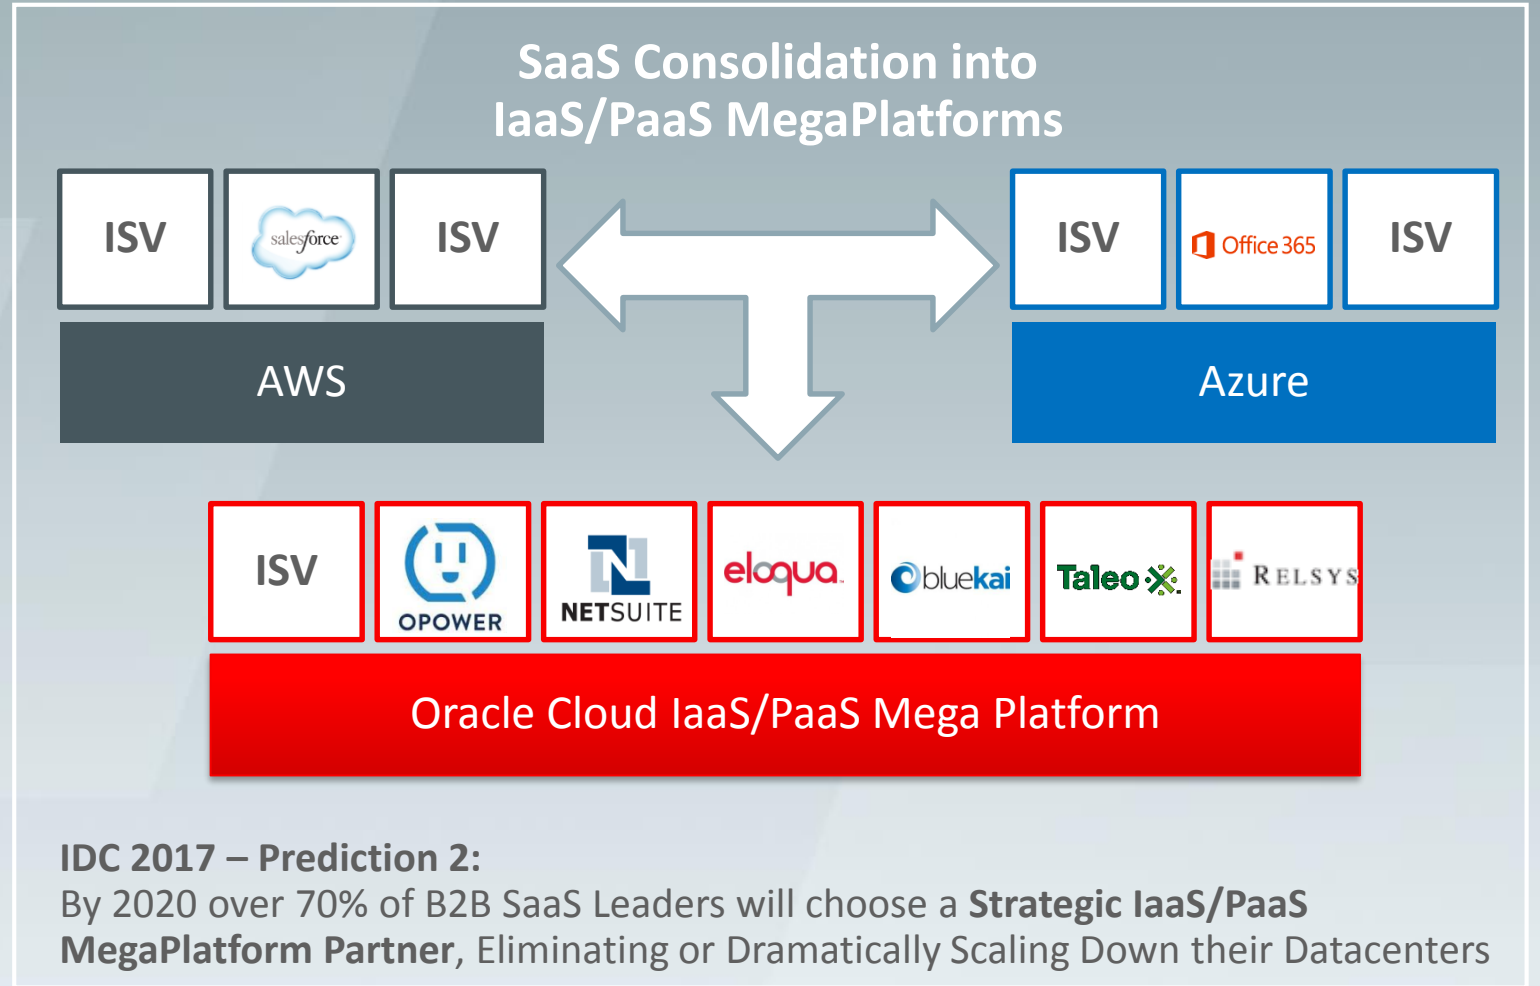 SaaS Consolidation into
IaaS/PaaS MegaPlatforms
ISV
salesforce
ISV
ISV
Office 365
ISV
AWS
Azure
ISV
OPOWER
NETSUITE
eloqua
bluekai
Taleo
RELSYS
Oracle Cloud IaaS/PaaS Mega Platform
IDC 2017 – Prediction 2:
By 2020 over 70% of B2B SaaS Leaders will choose a Strategic IaaS/PaaS
MegaPlatform Partner, Eliminating or Dramatically Scaling Down their Datacenters